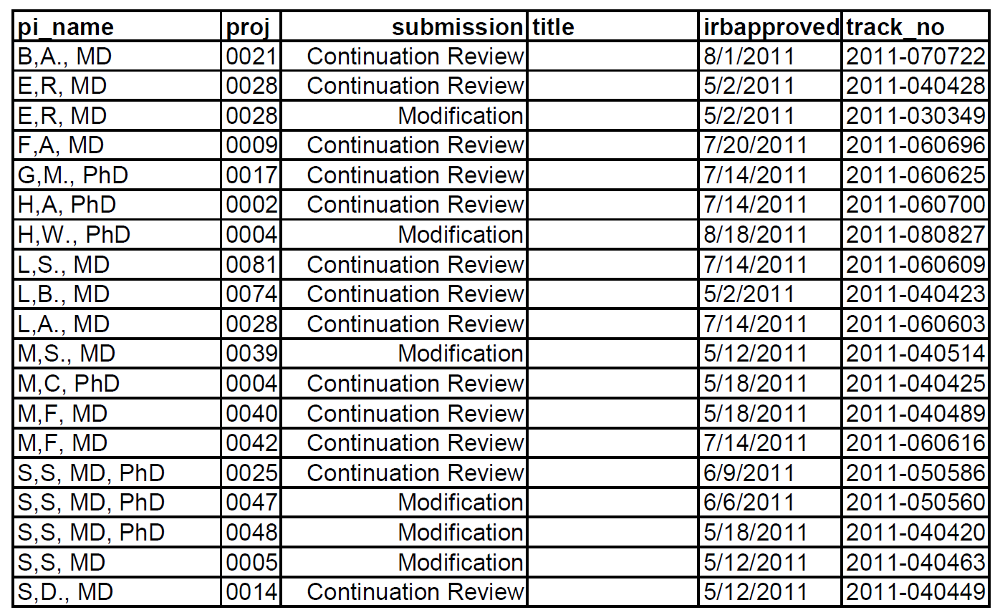 pi_name proj submission title irbapproved track_no
B,A., MD 0021 Continuation Review 8/1/2011 2011-070722
E,R, MD 0028 Continuation Review 5/2/2011 2011-040428
E,R, MD 0028 Modification 5/2/2011 2011-030349
F,A, MD 0009 Continuation Review 7/20/2011 2011-060696
G,M., PhD 0017 Continuation Review 7/14/2011 2011-060625
H,A, PhD 0002 Continuation Review 7/14/2011 2011-060700
H,W., PhD 0004 Modification 8/18/2011 2011-080827
L,S., MD 0081 Continuation Review 7/14/2011 2011-060609
L,B., MD 0074 Continuation Review 5/2/2011 2011-040423
L,A., MD 0028 Continuation Review 7/14/2011 2011-060603
M,S., MD 0039 Modification 5/12/2011 2011-040514
M,C, PhD 0004 Continuation Review 5/18/2011 2011-040425
M,F, MD 0040 Continuation Review 5/18/2011 2011-040489
M,F, MD 0042 Continuation Review 7/14/2011 2011-060616
S,S, MD, PhD 0025 Continuation Review 6/9/2011 2011-050586
S,S, MD, PhD 0047 Modification 6/6/2011 2011-050560
S,S, MD, PhD 0048 Modification 5/18/2011 2011-040420
S,S, MD 0005 Modification 5/12/2011 2011-040463
S,D., MD 0014 Continuation Review 5/12/2011 2011-040449